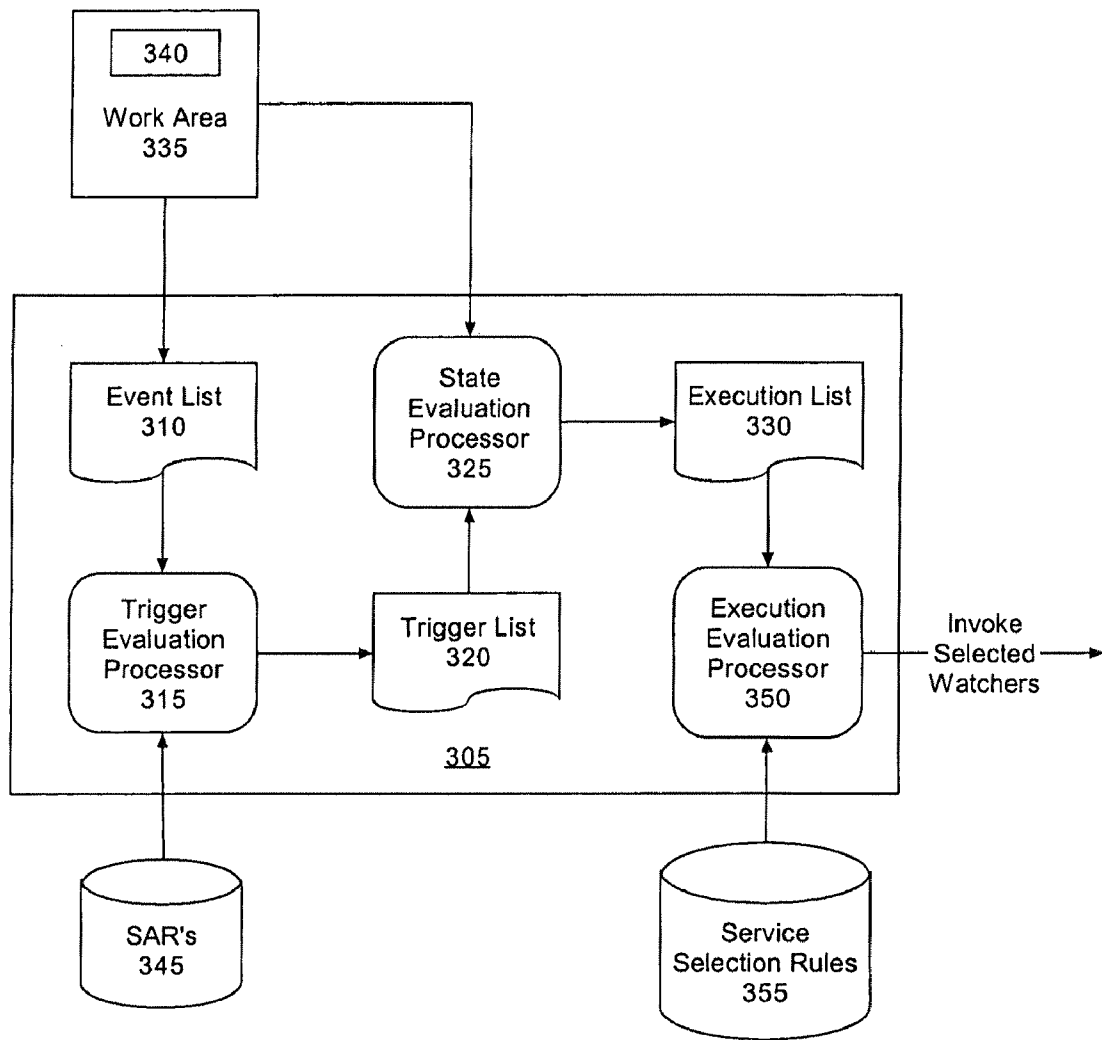 340
Work Area
335
Event List
310
State
Evaluation
Processor
325
Execution List
330
Trigger
Evaluation
Processor
315
Trigger List
320
Execution
Evaluation
Processor
350
Invoke
Selected
Watchers
305
SAR's
345
Service
Selection Rules
355